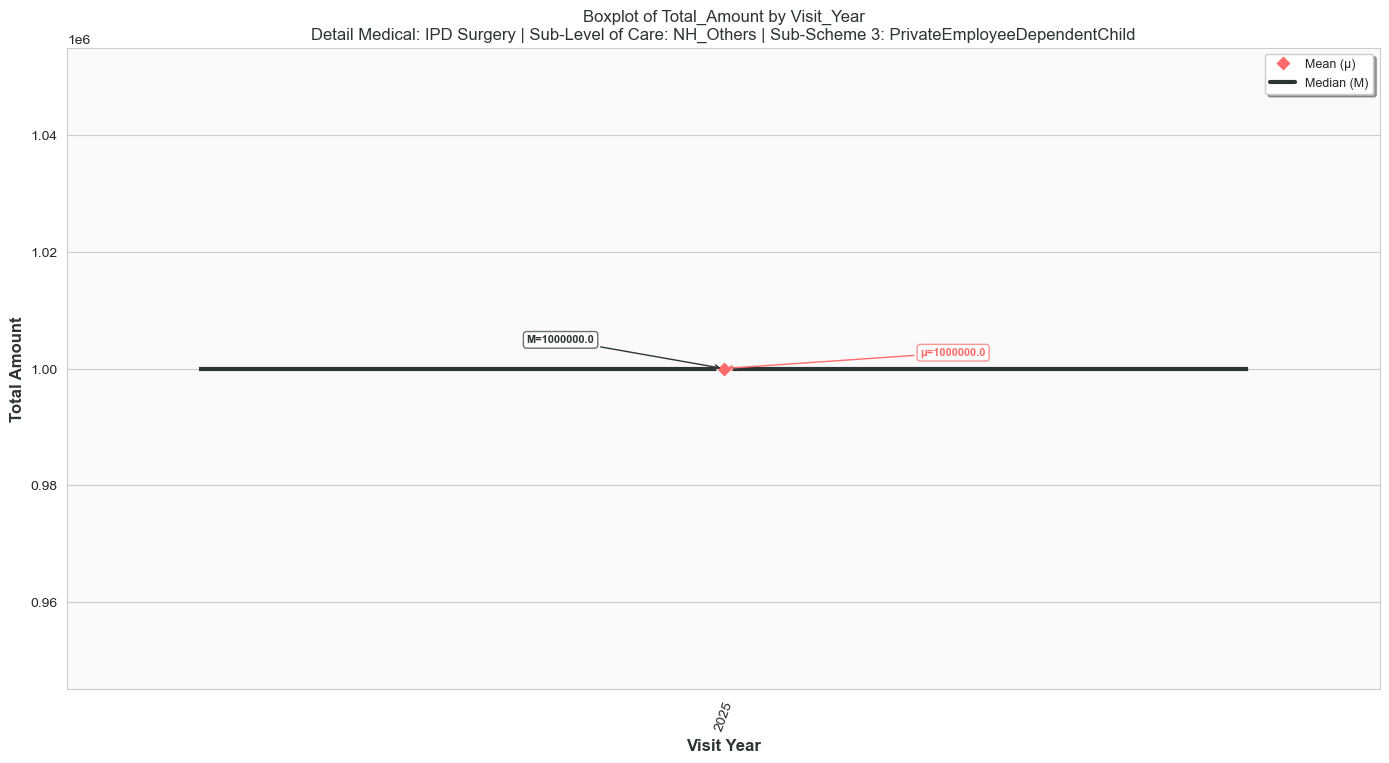 Boxplot of Total_Amount by Visit_Year
Detail Medical: IPD Surgery | Sub-Level of Care: NH_Others | Sub-Scheme 3: PrivateEmployeeDependentChild
1e6
Mean (μ)
Median (M)
1.04
1.02
M=1000000.0
μ=1000000.0
1.00
0.98
0.96
Total Amount
2025
Visit Year